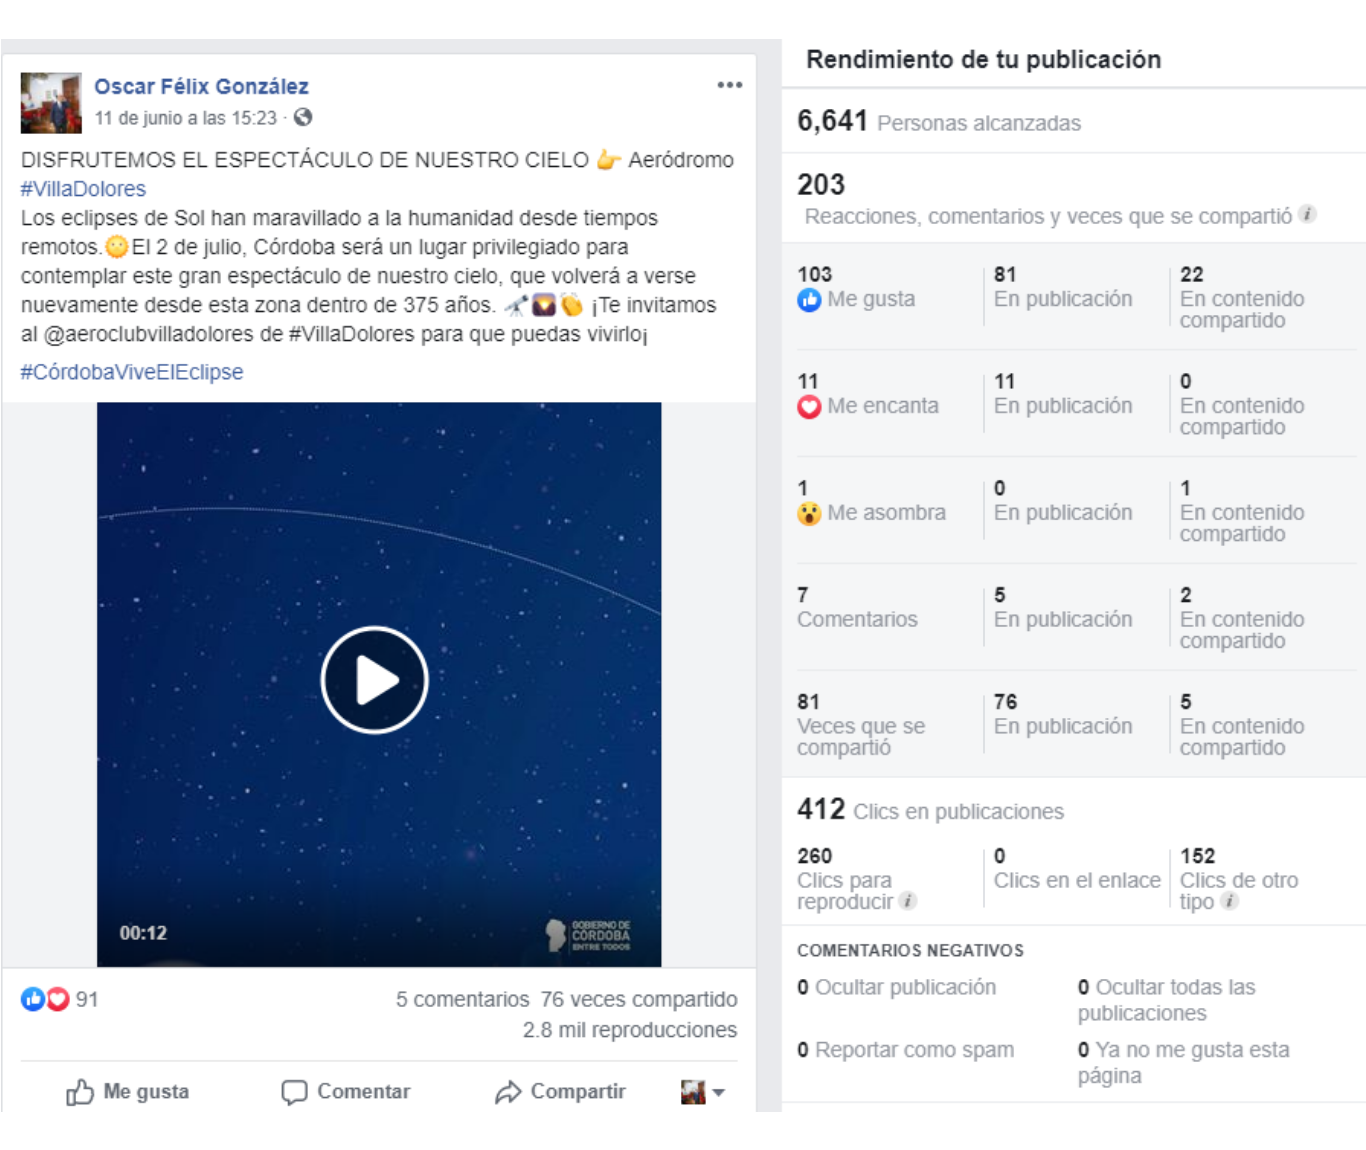 Oscar Félix González
11 de junio a las 15:23 ·
DISFRUTEMOS EL ESPECTÁCULO DE NUESTRO CIELO 👉 Aeródromo
#VillaDolores
Los eclipses de Sol han maravillado a la humanidad desde tiempos
remotos.🌞El 2 de julio, Córdoba será un lugar privilegiado para
contemplar este gran espectáculo de nuestro cielo, que volverá a verse
nuevamente desde esta zona dentro de 375 años. 🔭🌄👏 ¡Te invitamos
al @aeroclubvilladolores de #VillaDolores para que puedas vivirlo¡
#CórdobaViveElEclipse
00:12
GOBIERNO DE
CÓRDOBA
ENTRE TODOS
91
5 comentarios 76 veces compartido
2.8 mil reproducciones
Me gusta Comentar Compartir
Rendimiento de tu publicación
6,641 Personas alcanzadas
203
Reacciones, comentarios y veces que se compartió
103
Me gusta
81
En publicación
22
En contenido
compartido
11
Me encanta
11
En publicación
0
En contenido
compartido
1
Me asombra
0
En publicación
1
En contenido
compartido
7
Comentarios
5
En publicación
2
En contenido
compartido
81
Veces que se
compartió
76
En publicación
5
En contenido
compartido
412 Clics en publicaciones
260
Clics para
reproducir
0
Clics en el enlace
152
Clics de otro
tipo
COMENTARIOS NEGATIVOS
0 Ocultar publicación
0 Ocultar todas las
publicaciones
0 Reportar como spam
0 Ya no me gusta esta
página